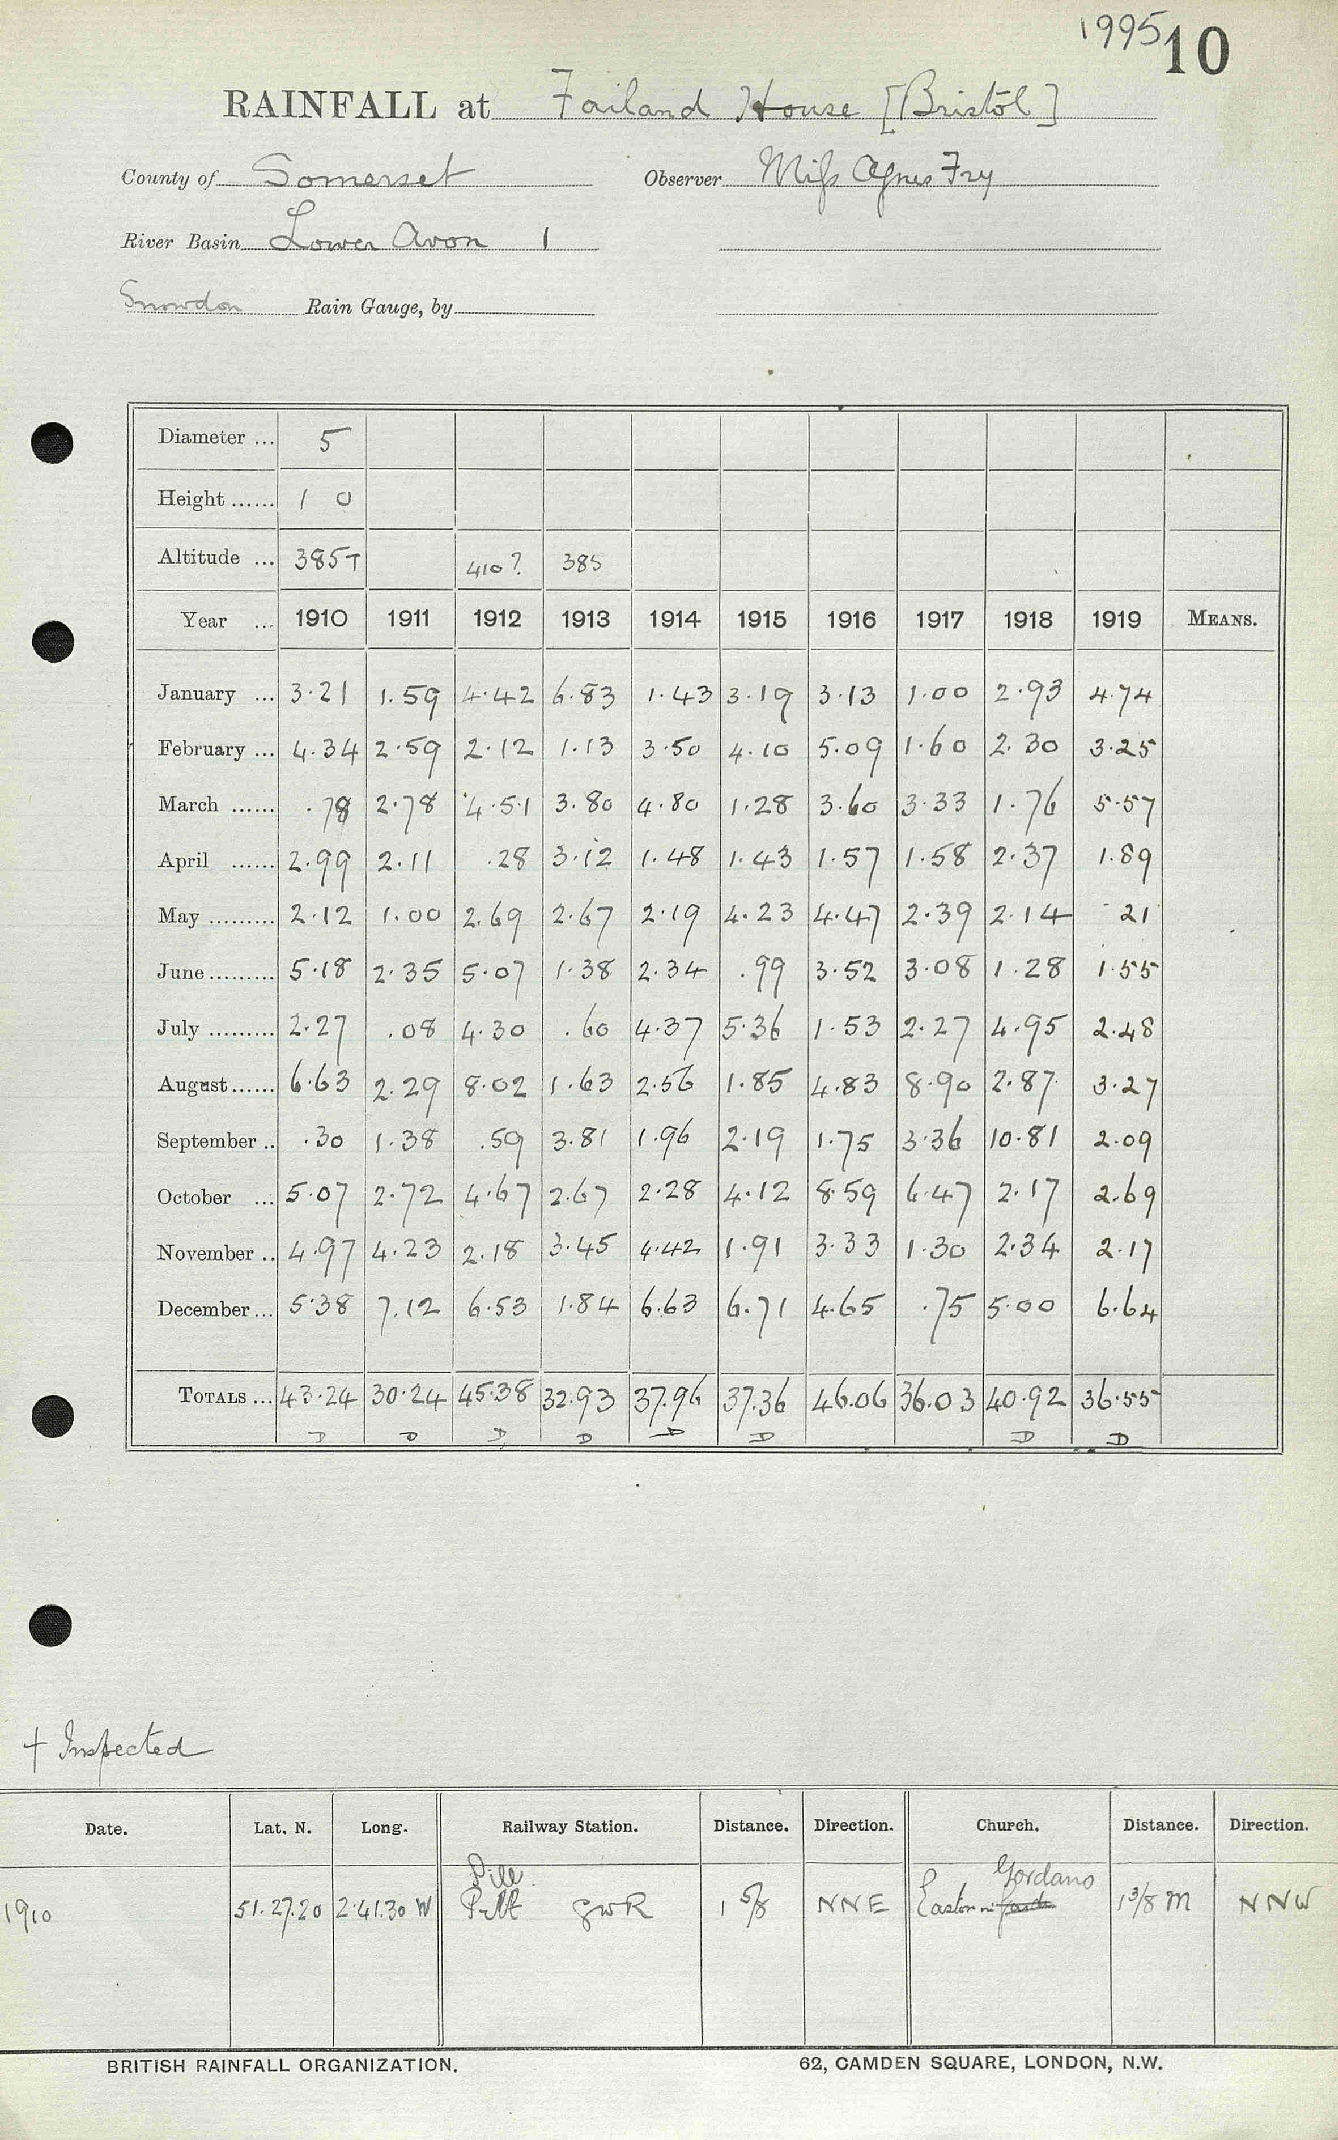 1995 10
RAINFALL at Failand House [Bristol]
County of Somerset Observer Miss Agnes Fry
River Basin Lower Avon 1
Snowdon Rain Gauge, by
Diameter ... 5
Height ...... 1 0
Altitude ... 385T 410? 385
Year ... 1910 1911 1912 1913 1914 1915 1916 1917 1918 1919 MEANS.
January ... 3.21 1.59 4.42 6.83 1.43 3.19 3.13 1.00 2.93 4.74
February ... 4.34 2.59 2.12 1.13 3.50 4.10 5.09 1.60 2.30 3.25
March ...... .78 2.78 4.51 3.80 4.80 1.28 3.60 3.33 1.76 5.57
April ...... 2.99 2.11 .28 3.12 1.48 1.43 1.57 1.58 2.37 1.89
May ......... 2.12 1.00 2.69 2.67 2.19 4.23 4.47 2.39 2.14 .21
June ......... 5.18 2.35 5.07 1.38 2.34 .99 3.52 3.08 1.28 1.55
July ......... 2.27 .08 4.30 .60 4.37 5.36 1.53 2.27 4.95 2.48
August ...... 6.63 2.29 8.02 1.63 2.56 1.85 4.83 8.90 2.87 3.27
September .. .30 1.38 .59 3.81 1.96 2.19 1.75 3.36 10.81 2.09
October ... 5.07 2.72 4.67 2.67 2.28 4.12 8.59 6.47 2.17 2.69
November .. 4.97 4.23 2.18 3.45 4.42 1.91 3.33 1.30 2.34 2.17
December ... 5.38 7.12 6.53 1.84 6.63 6.71 4.65 .75 5.00 6.64
TOTALS ... 43.24 30.24 45.38 32.93 37.96 37.36 46.06 36.03 40.92 36.55
D D D D D D D D
† Inspected
Date. Lat. N. Long. Railway Station. Distance. Direction. Church. Distance. Direction.
Pill Gordano
1910 51.27.20 2.41.30 W GWR 1 5/8 NNE Easton in 1 3/8 m NNW
BRITISH RAINFALL ORGANIZATION. 62, CAMDEN SQUARE, LONDON, N.W.